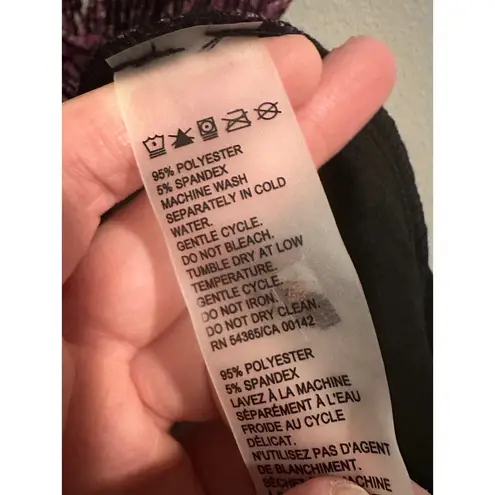 95% POLYESTER
5% SPANDEX
MACHINE WASH
SEPARATELY IN COLD
WATER.
GENTLE CYCLE.
DO NOT BLEACH.
TUMBLE DRY AT LOW
TEMPERATURE.
GENTLE CYCLE.
DO NOT IRON.
DO NOT DRY CLEAN.
RN 54365/CA 00142
95% POLYESTER
5% SPANDEX
LAVEZ À LA MACHINE
SÉPARÉMENT À L'EAU
FROIDE AU CYCLE
DÉLICAT.
N'UTILISEZ PAS D'AGENT
DE BLANCHIMENT.
À LA MACHINE